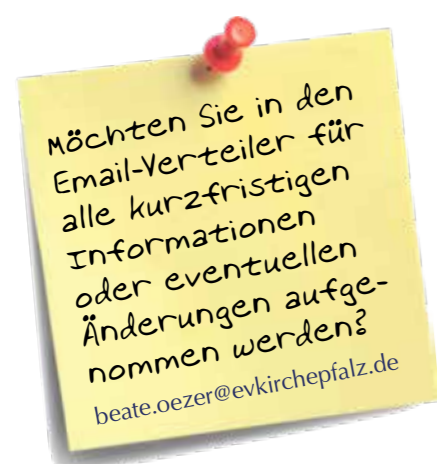 Möchten Sie in den
Email-Verteiler für
alle kurzfristigen
Informationen
oder eventuellen
Änderungen aufge-
nommen werden?
beate.oezer@evkirchepfalz.de